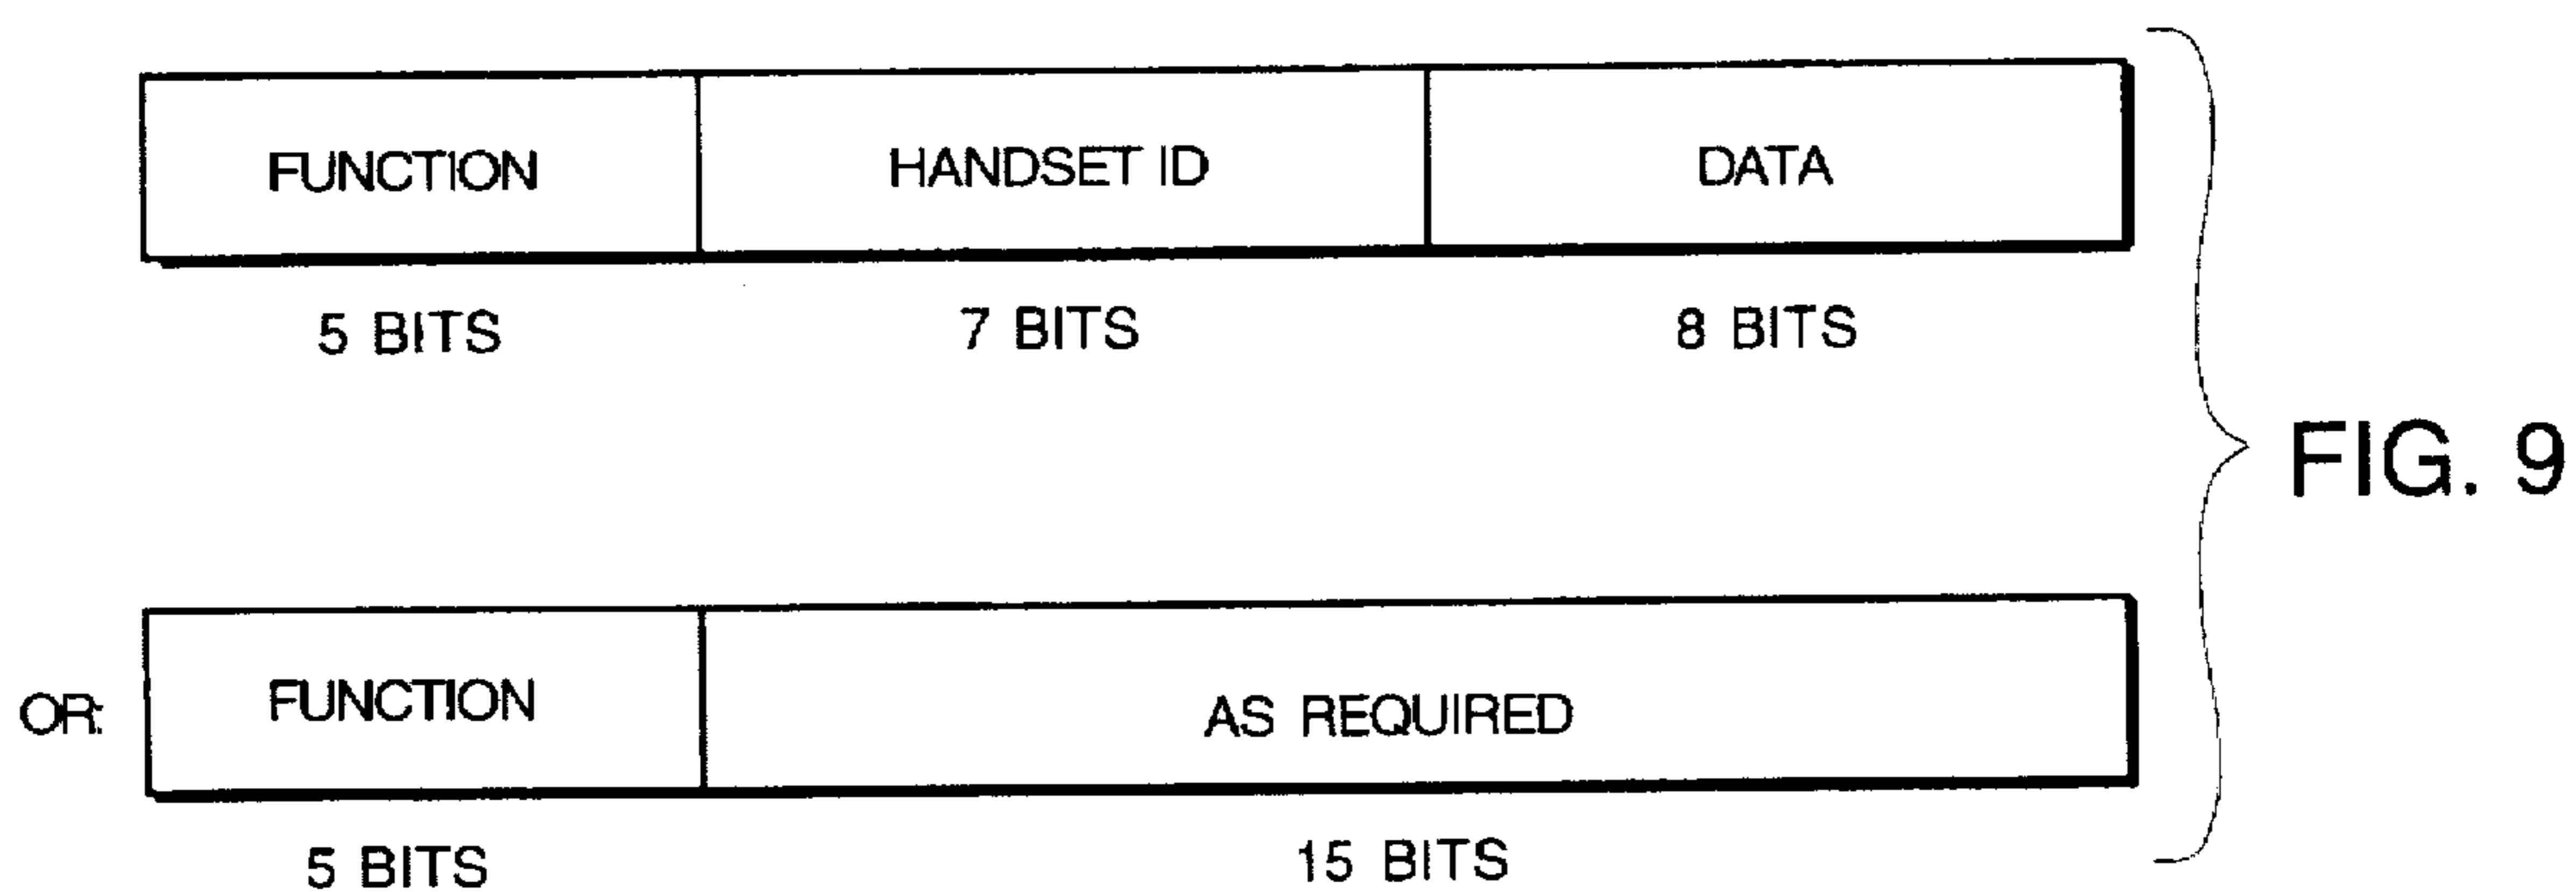 FUNCTION HANDSET ID DATA
5 BITS 7 BITS 8 BITS
FIG. 9
OR: FUNCTION AS REQUIRED
5 BITS 15 BITS